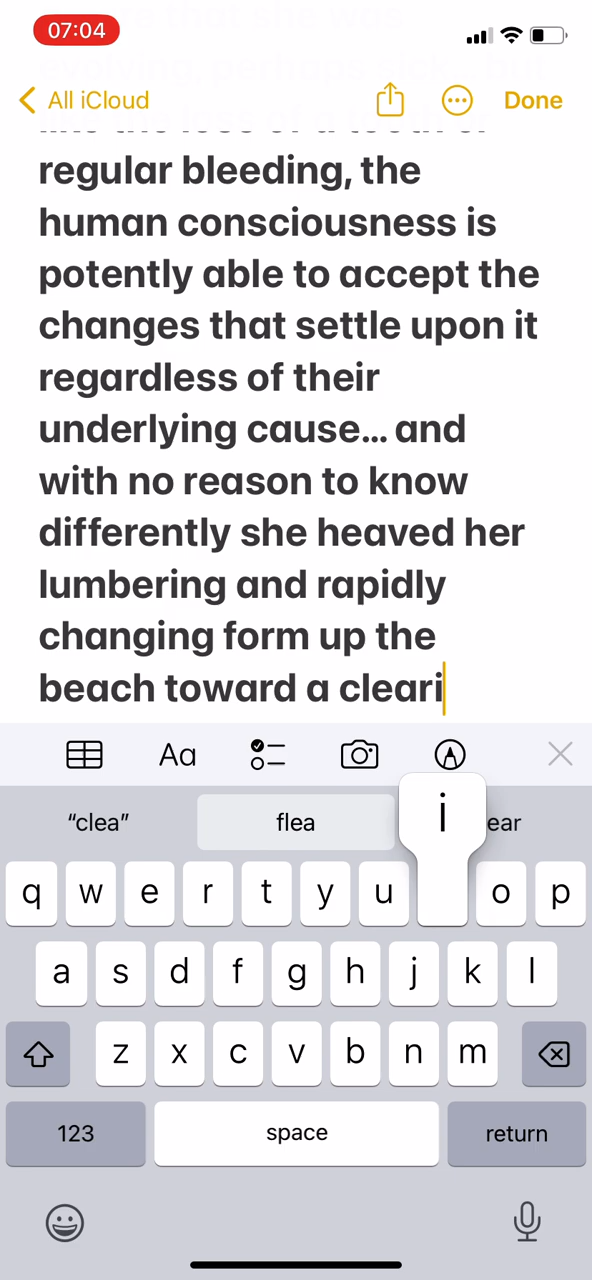 07:04
All iCloud
Done
regular bleeding, the
human consciousness is
potently able to accept the
changes that settle upon it
regardless of their
underlying cause... and
with no reason to know
differently she heaved her
lumbering and rapidly
changing form up the
beach toward a cleari
Aa
"clea" flea ear
i
q w e r t y u o p
a s d f g h j k l
z x c v b n m
123 space return